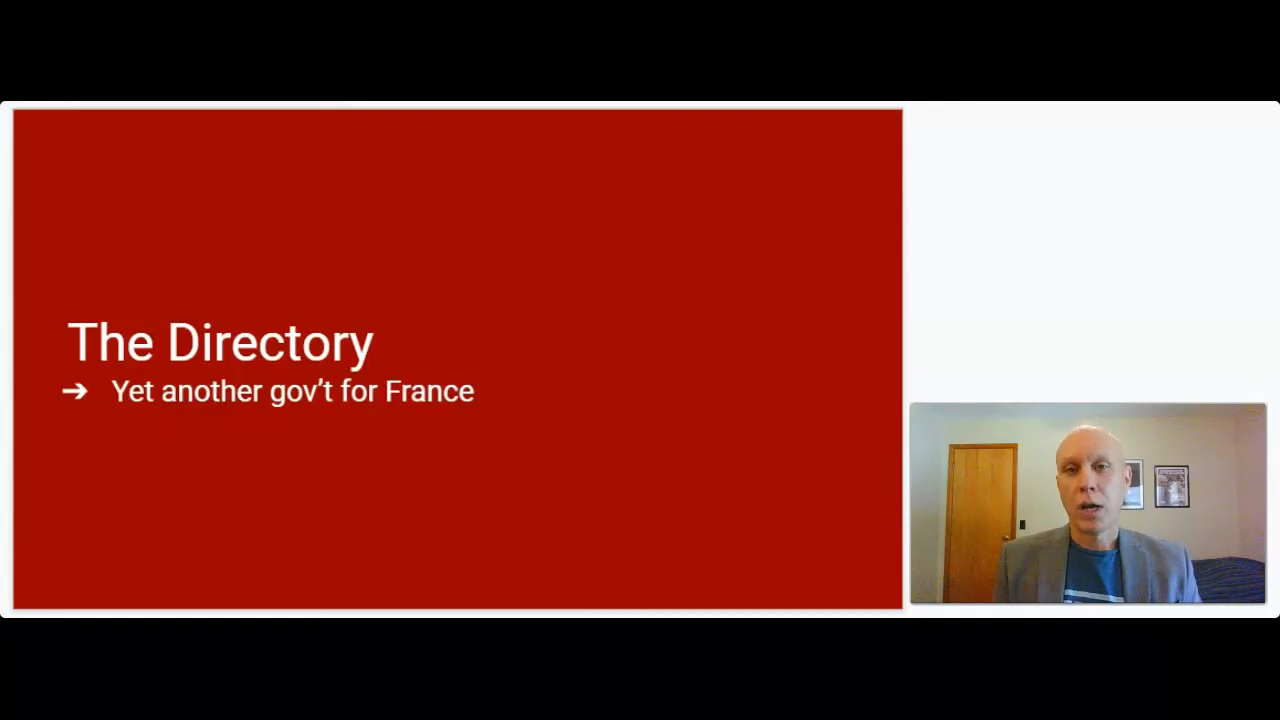 The Directory
➔ Yet another gov’t for France